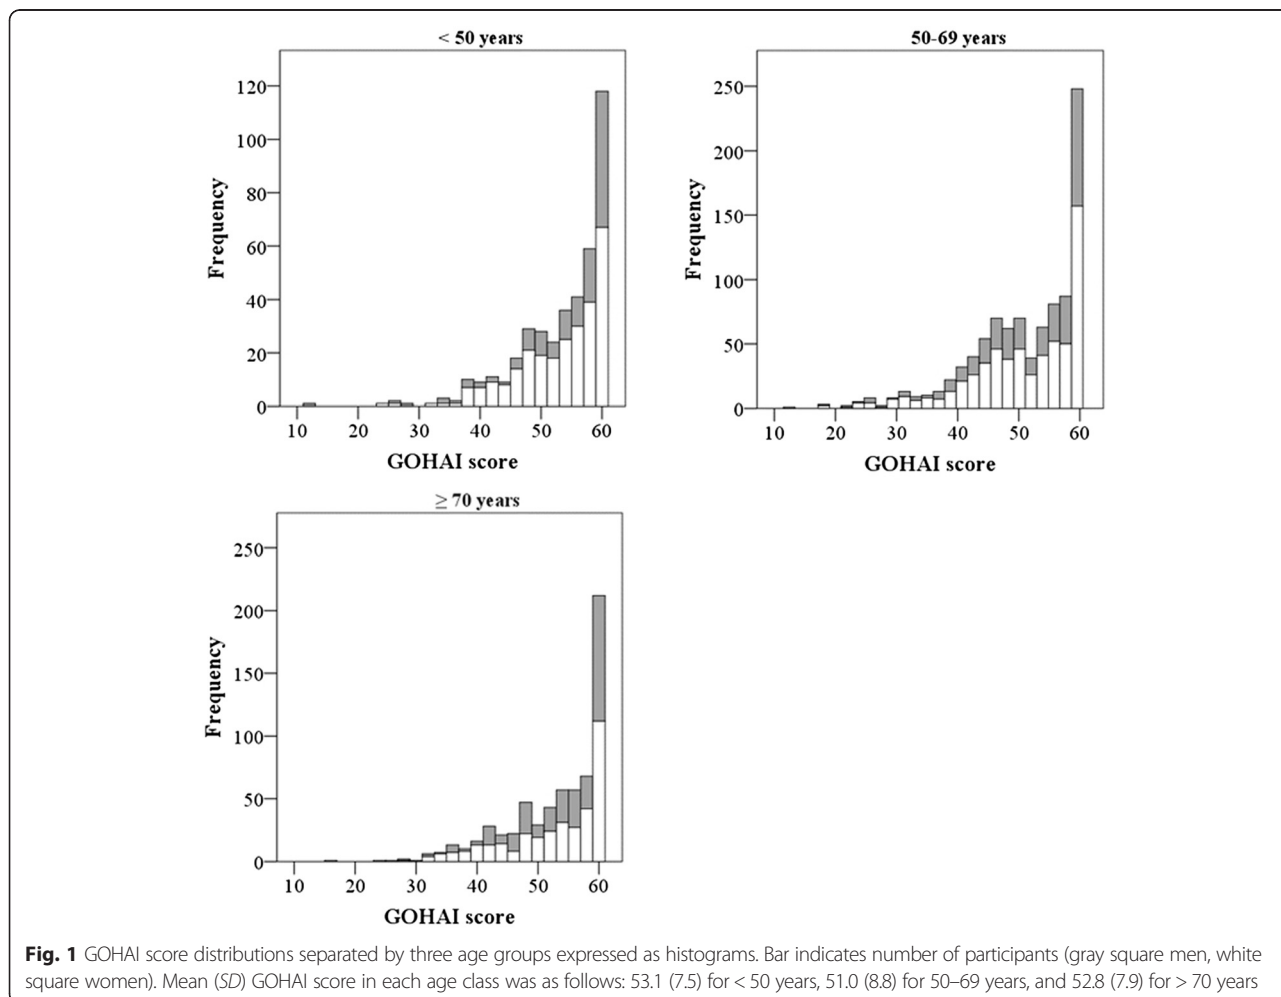 < 50 years
120
100
80
60
40
20
0
Frequency
10 20 30 40 50 60
GOHAI score
50-69 years
250
200
150
100
50
0
Frequency
10 20 30 40 50 60
GOHAI score
≥ 70 years
250
200
150
100
50
0
Frequency
10 20 30 40 50 60
GOHAI score
Fig. 1 GOHAI score distributions separated by three age groups expressed as histograms. Bar indicates number of participants (gray square men, white
square women). Mean (SD) GOHAI score in each age class was as follows: 53.1 (7.5) for < 50 years, 51.0 (8.8) for 50–69 years, and 52.8 (7.9) for > 70 years